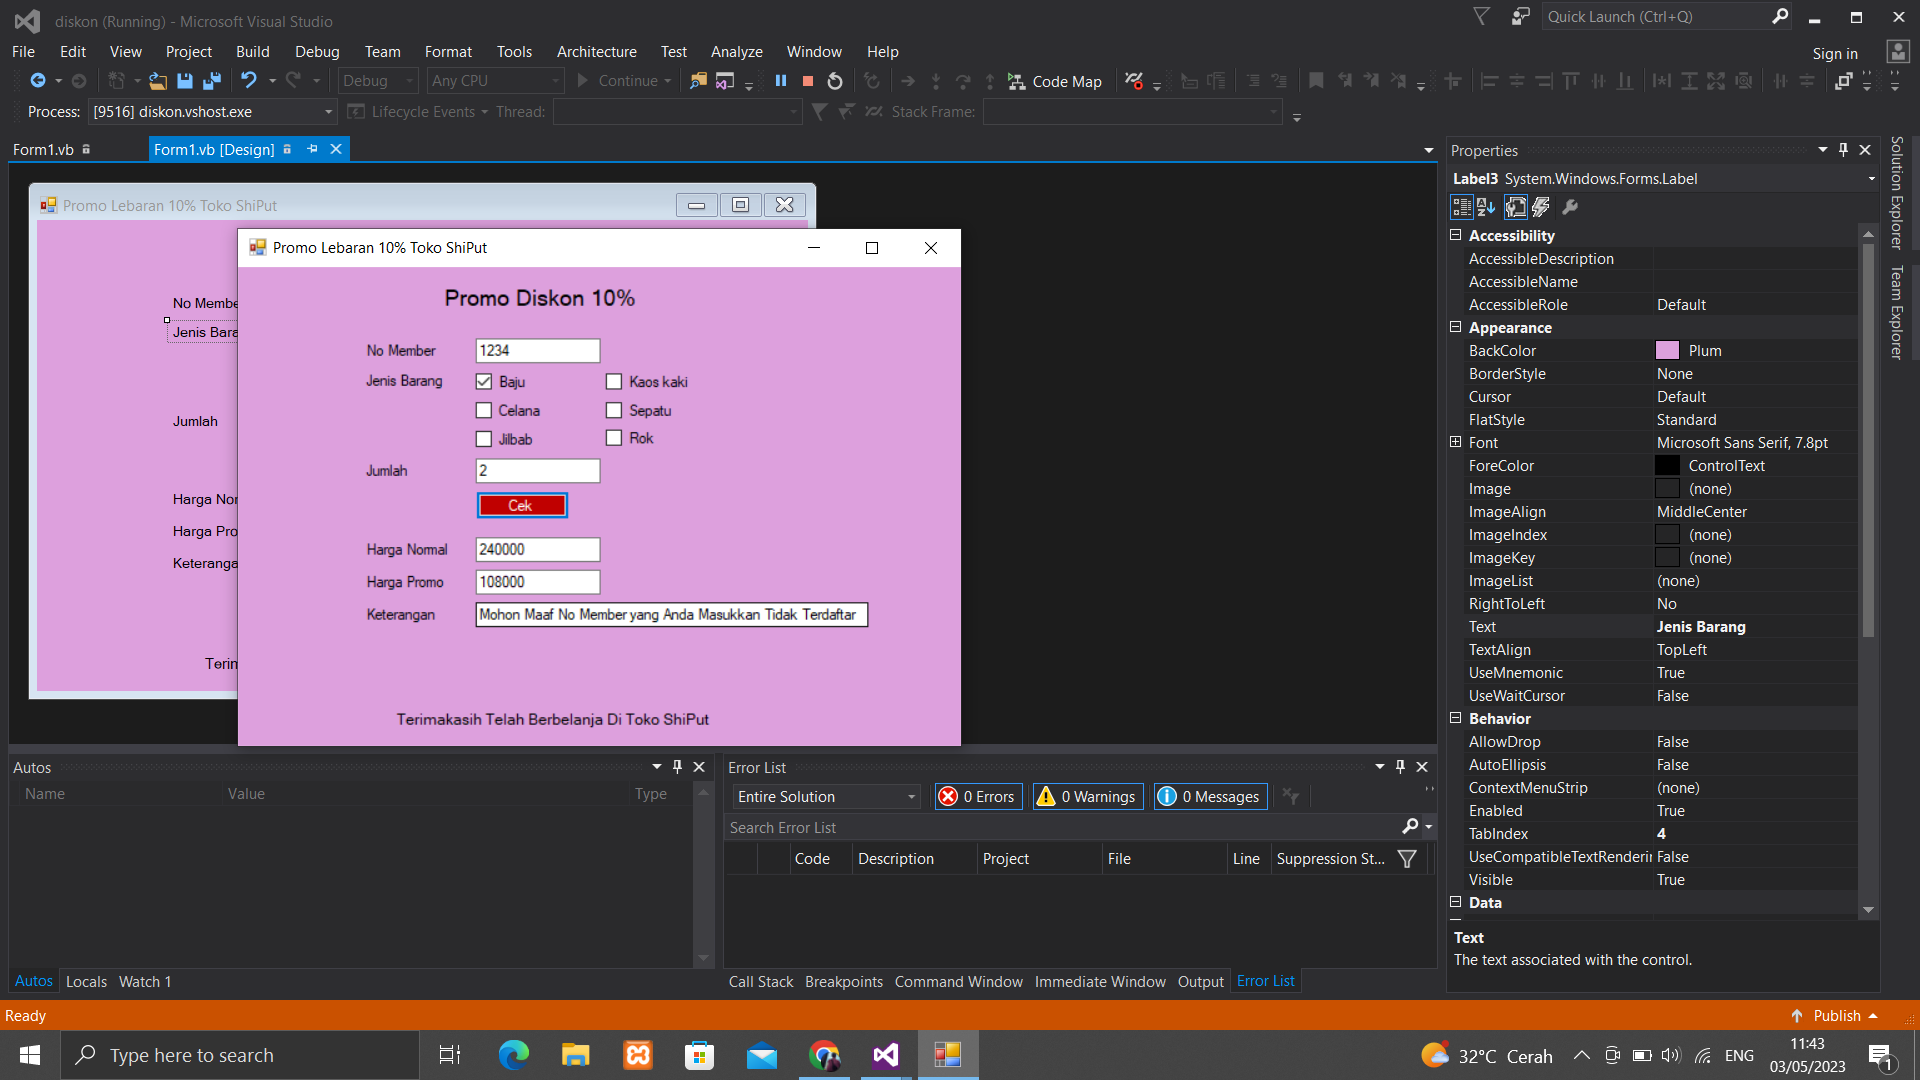 diskon (Running) - Microsoft Visual Studio
Quick Launch (Ctrl+Q)
File Edit View Project Build Debug Team Format Tools Architecture Test Analyze Window Help
Sign in
Debug Any CPU Continue Code Map
Process: [9516] diskon.vshost.exe Lifecycle Events Thread: Stack Frame:
Form1.vb Form1.vb [Design]
Promo Lebaran 10% Toko ShiPut
No Membe
Jenis Bara
Jumlah
Harga Nor
Harga Pro
Keteranga
Terim
Promo Lebaran 10% Toko ShiPut
Promo Diskon 10%
No Member 1234
Jenis Barang Baju Kaos kaki
Celana Sepatu
Jilbab Rok
Jumlah 2
Cek
Harga Normal 240000
Harga Promo 108000
Keterangan Mohon Maaf No Member yang Anda Masukkan Tidak Terdaftar
Terimakasih Telah Berbelanja Di Toko ShiPut
Properties
Label3 System.Windows.Forms.Label
Accessibility
AccessibleDescription
AccessibleName
AccessibleRole Default
Appearance
BackColor Plum
BorderStyle None
Cursor Default
FlatStyle Standard
Font Microsoft Sans Serif, 7.8pt
ForeColor ControlText
Image (none)
ImageAlign MiddleCenter
ImageIndex (none)
ImageKey (none)
ImageList (none)
RightToLeft No
Text Jenis Barang
TextAlign TopLeft
UseMnemonic True
UseWaitCursor False
Behavior
AllowDrop False
AutoEllipsis False
ContextMenuStrip (none)
Enabled True
TabIndex 4
UseCompatibleTextRenderin False
Visible True
Data
Text
The text associated with the control.
Solution Explorer
Team Explorer
Autos
Name Value Type
Autos Locals Watch 1
Error List
Entire Solution 0 Errors 0 Warnings 0 Messages
Search Error List
Code Description Project File Line Suppression St...
Call Stack Breakpoints Command Window Immediate Window Output Error List
Ready
Publish
Type here to search
32°C Cerah
ENG
11:43
03/05/2023
1